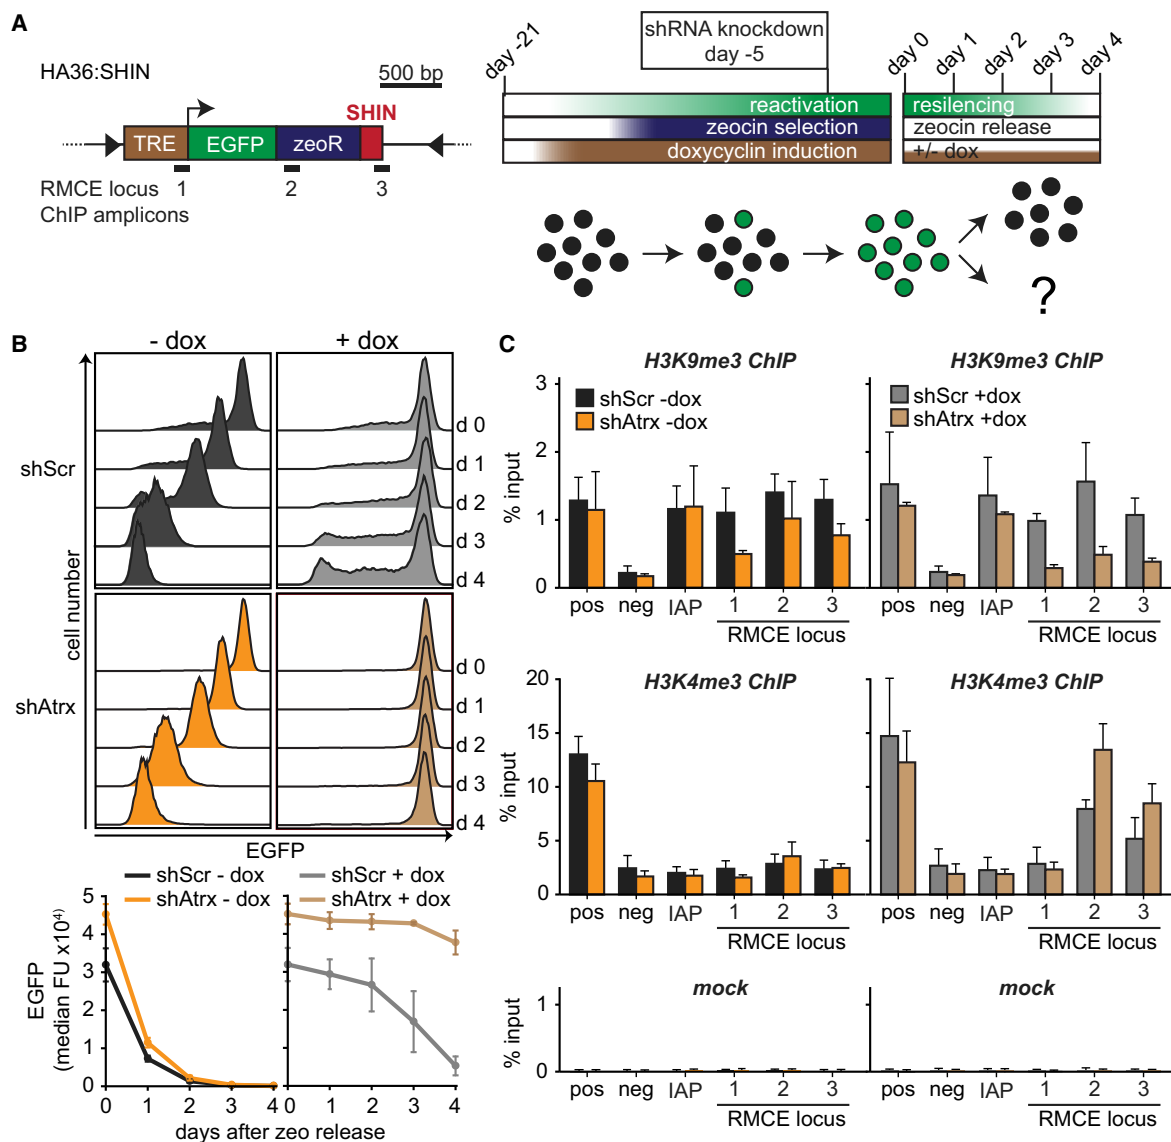 A
HA36:SHIN
500 bp
SHIN
TRE
EGFP
zeoR
RMCE locus 1 2 3
ChIP amplicons
day -21
shRNA knockdown
day -5
day 0
day 1
day 2
day 3
day 4
reactivation
zeocin selection
doxycyclin induction
resilencing
zeocin release
+/- dox
?
B
- dox
+ dox
cell number
shScr
d 0
d 1
d 2
d 3
d 4
shAtrx
d 0
d 1
d 2
d 3
d 4
EGFP
shScr - dox
shAtrx - dox
shScr + dox
shAtrx + dox
EGFP
(median FU x10⁴)
5
4
3
2
1
0
0 1 2 3 4
0 1 2 3 4
days after zeo release
C
H3K9me3 ChIP
shScr -dox
shAtrx -dox
% input
3
2
1
0
pos neg IAP 1 2 3
RMCE locus
H3K9me3 ChIP
shScr +dox
shAtrx +dox
pos neg IAP 1 2 3
RMCE locus
H3K4me3 ChIP
% input
20
15
10
5
0
pos neg IAP 1 2 3
RMCE locus
H3K4me3 ChIP
pos neg IAP 1 2 3
RMCE locus
mock
% input
1
0
pos neg IAP 1 2 3
RMCE locus
mock
pos neg IAP 1 2 3
RMCE locus